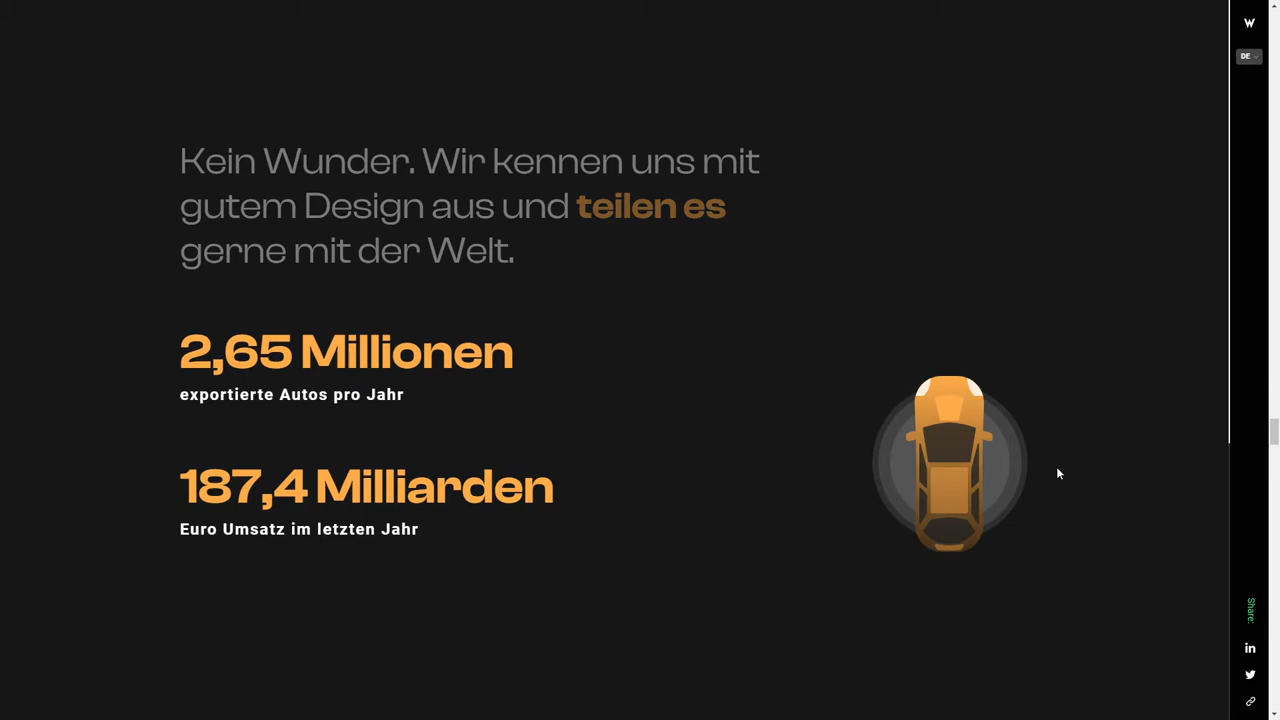 W
DE
Kein Wunder. Wir kennen uns mit
gutem Design aus und teilen es
gerne mit der Welt.
2,65 Millionen
exportierte Autos pro Jahr
187,4 Milliarden
Euro Umsatz im letzten Jahr
Share:
in